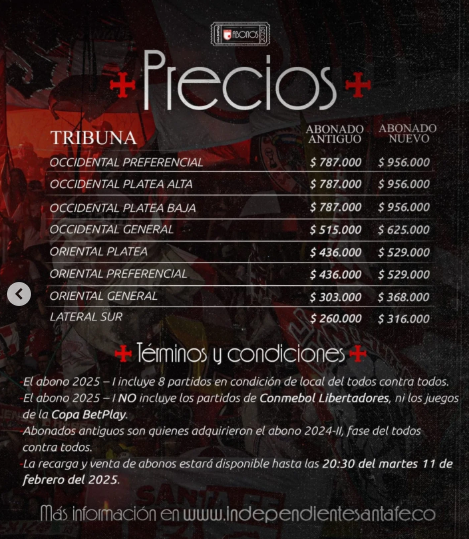 ABONOS
Precios
TRIBUNA ABONADO ANTIGUO ABONADO NUEVO
OCCIDENTAL PREFERENCIAL $ 787.000 $ 956.000
OCCIDENTAL PLATEA ALTA $ 787.000 $ 956.000
OCCIDENTAL PLATEA BAJA $ 787.000 $ 956.000
OCCIDENTAL GENERAL $ 515.000 $ 625.000
ORIENTAL PLATEA $ 436.000 $ 529.000
ORIENTAL PREFERENCIAL $ 436.000 $ 529.000
ORIENTAL GENERAL $ 303.000 $ 368.000
LATERAL SUR $ 260.000 $ 316.000
Términos y condiciones
El abono 2025 – I incluye 8 partidos en condición de local del todos contra todos.
El abono 2025 – I NO incluye los partidos de Conmebol Libertadores, ni los juegos
de la Copa BetPlay.
Abonados antiguos son quienes adquirieron el abono 2024-II, fase del todos
contra todos.
La recarga y venta de abonos estará disponible hasta las 20:30 del martes 11 de
febrero del 2025.
Más información en www.independientesantafe.co